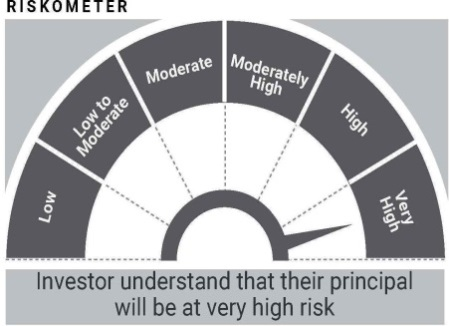 RISKOMETER
Low
Low to
Moderate
Moderate
Moderately
High
High
Very
High
Investor understand that their principal
will be at very high risk